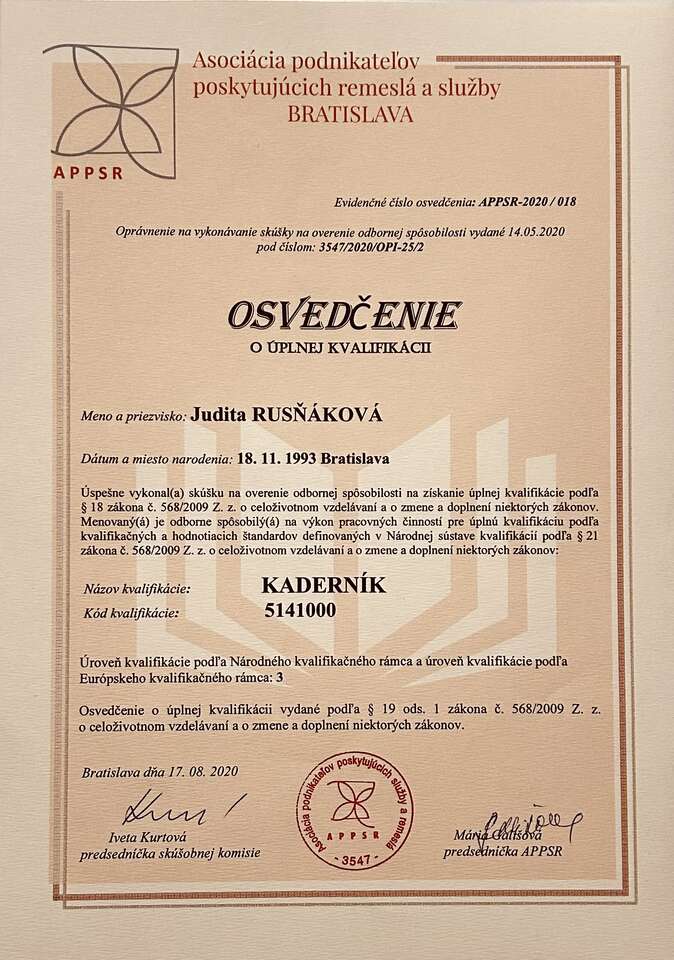 Asociácia podnikateľov
poskytujúcich remeslá a služby
BRATISLAVA
APPSR
Evidenčné číslo osvedčenia: APPSR-2020 / 018
Oprávnenie na vykonávanie skúšky na overenie odbornej spôsobilosti vydané 14.05.2020
pod číslom: 3547/2020/OPI-25/2
OSVEDČENIE
O ÚPLNEJ KVALIFIKÁCII
Meno a priezvisko: Judita RUSŇÁKOVÁ
Dátum a miesto narodenia: 18. 11. 1993 Bratislava
Úspešne vykonal(a) skúšku na overenie odbornej spôsobilosti na získanie úplnej kvalifikácie podľa
§ 18 zákona č. 568/2009 Z. z. o celoživotnom vzdelávaní a o zmene a doplnení niektorých zákonov.
Menovaný(á) je odborne spôsobilý(á) na výkon pracovných činností pre úplnú kvalifikáciu podľa
kvalifikačných a hodnotiacich štandardov definovaných v Národnej sústave kvalifikácií podľa § 21
zákona č. 568/2009 Z. z. o celoživotnom vzdelávaní a o zmene a doplnení niektorých zákonov:
Názov kvalifikácie: KADERNÍK
Kód kvalifikácie: 5141000
Úroveň kvalifikácie podľa Národného kvalifikačného rámca a úroveň kvalifikácie podľa
Európskeho kvalifikačného rámca: 3
Osvedčenie o úplnej kvalifikácii vydané podľa § 19 ods. 1 zákona č. 568/2009 Z. z.
o celoživotnom vzdelávaní a o zmene a doplnení niektorých zákonov.
Bratislava dňa 17. 08. 2020
Asociácia podnikateľov poskytujúcich služby a remeslá
APPSR
- 3547 -
Iveta Kurtová
predsedníčka skúšobnej komisie
Mária Gališová
predsedníčka APPSR